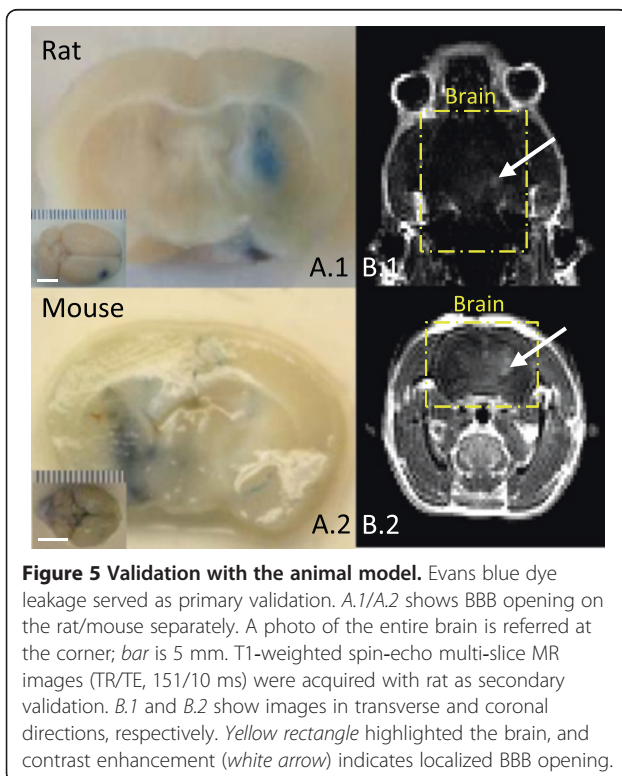 Rat
Brain
A.1
B.1
Mouse
Brain
A.2
B.2
Figure 5 Validation with the animal model. Evans blue dye
leakage served as primary validation. A.1/A.2 shows BBB opening on
the rat/mouse separately. A photo of the entire brain is referred at
the corner; bar is 5 mm. T1-weighted spin-echo multi-slice MR
images (TR/TE, 151/10 ms) were acquired with rat as secondary
validation. B.1 and B.2 show images in transverse and coronal
directions, respectively. Yellow rectangle highlighted the brain, and
contrast enhancement (white arrow) indicates localized BBB opening.